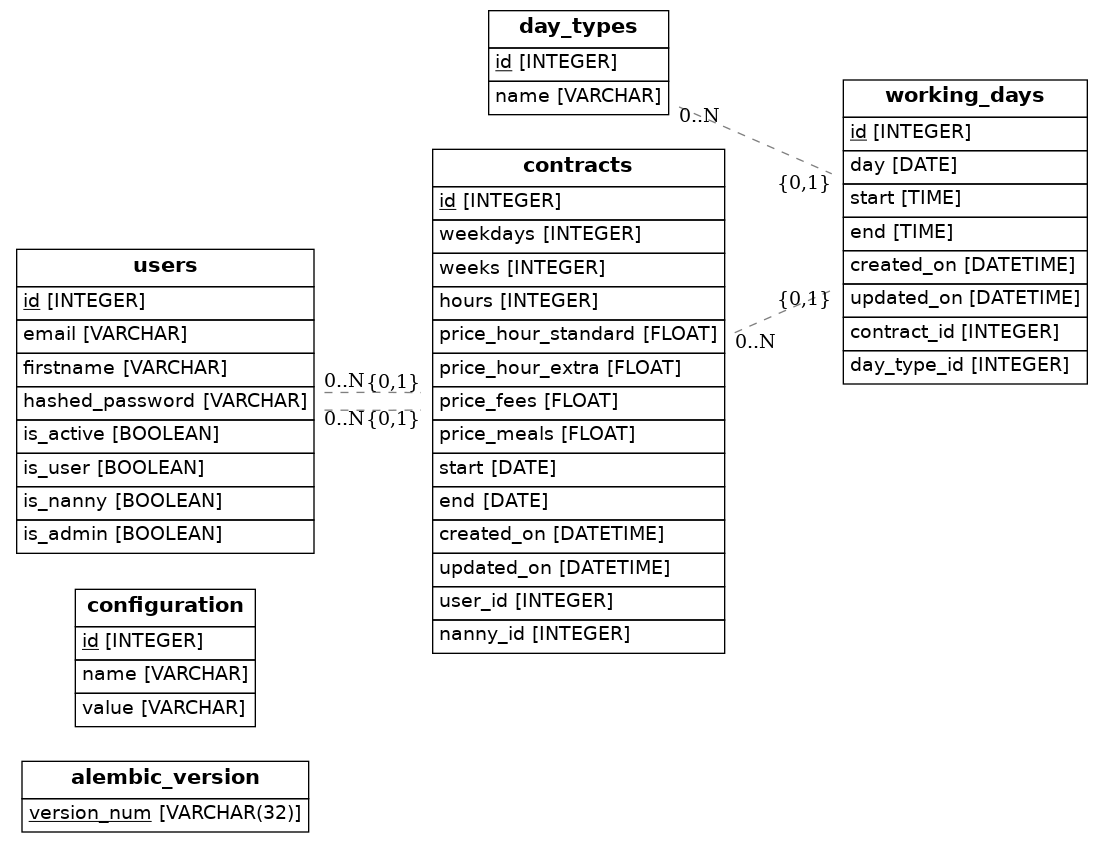 day_types
id [INTEGER]
name [VARCHAR]
0..N
{0,1}
working_days
id [INTEGER]
day [DATE]
start [TIME]
end [TIME]
created_on [DATETIME]
updated_on [DATETIME]
contract_id [INTEGER]
day_type_id [INTEGER]
contracts
id [INTEGER]
weekdays [INTEGER]
weeks [INTEGER]
hours [INTEGER]
price_hour_standard [FLOAT]
price_hour_extra [FLOAT]
price_fees [FLOAT]
price_meals [FLOAT]
start [DATE]
end [DATE]
created_on [DATETIME]
updated_on [DATETIME]
user_id [INTEGER]
nanny_id [INTEGER]
{0,1}
0..N
users
id [INTEGER]
email [VARCHAR]
firstname [VARCHAR]
hashed_password [VARCHAR]
is_active [BOOLEAN]
is_user [BOOLEAN]
is_nanny [BOOLEAN]
is_admin [BOOLEAN]
0..N{0,1}
0..N{0,1}
configuration
id [INTEGER]
name [VARCHAR]
value [VARCHAR]
alembic_version
version_num [VARCHAR(32)]